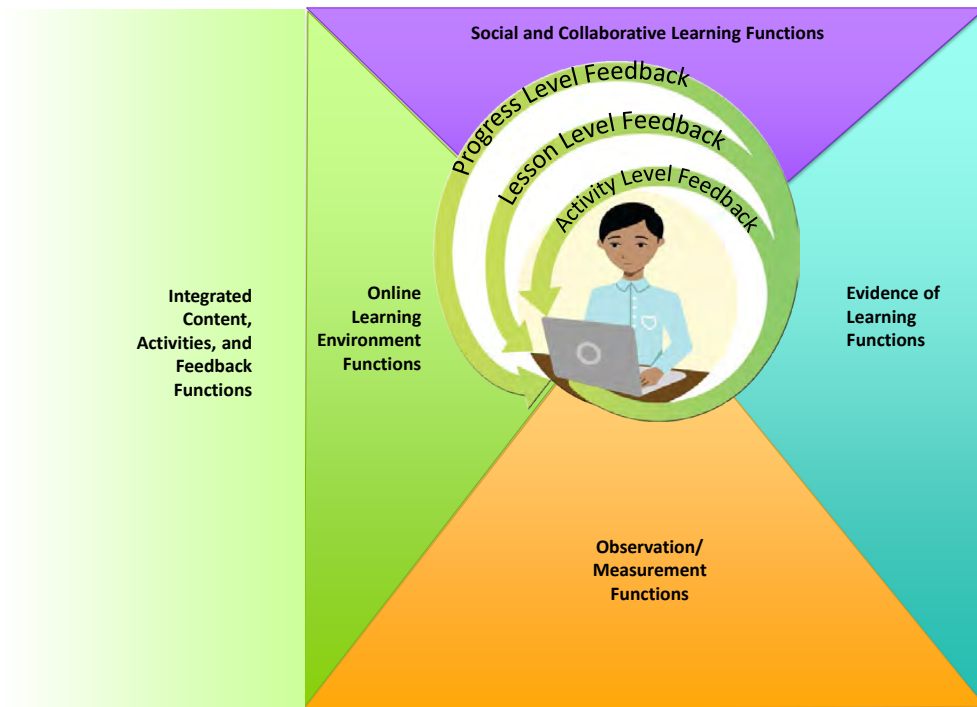 Social and Collaborative Learning Functions
Progress Level Feedback
Lesson Level Feedback
Activity Level Feedback
Integrated
Content,
Activities, and
Feedback
Functions
Online
Learning
Environment
Functions
Evidence of
Learning
Functions
Observation/
Measurement
Functions